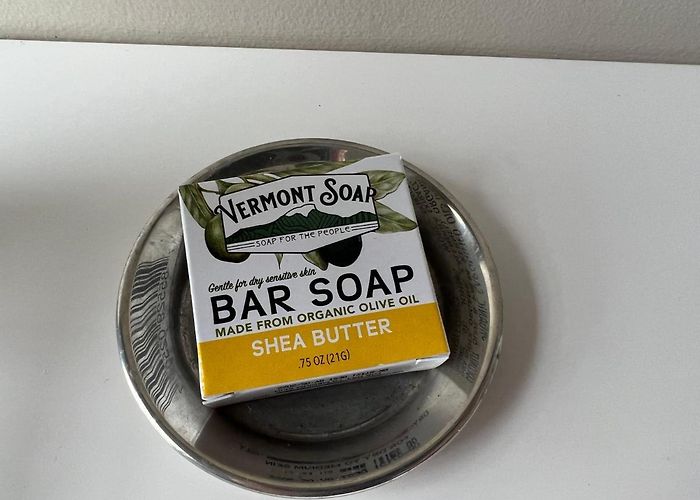 VERMONT SOAP
SOAP FOR THE PEOPLE
Gentle for dry sensitive skin
BAR SOAP
MADE FROM ORGANIC OLIVE OIL
SHEA BUTTER
.75 OZ (21G)